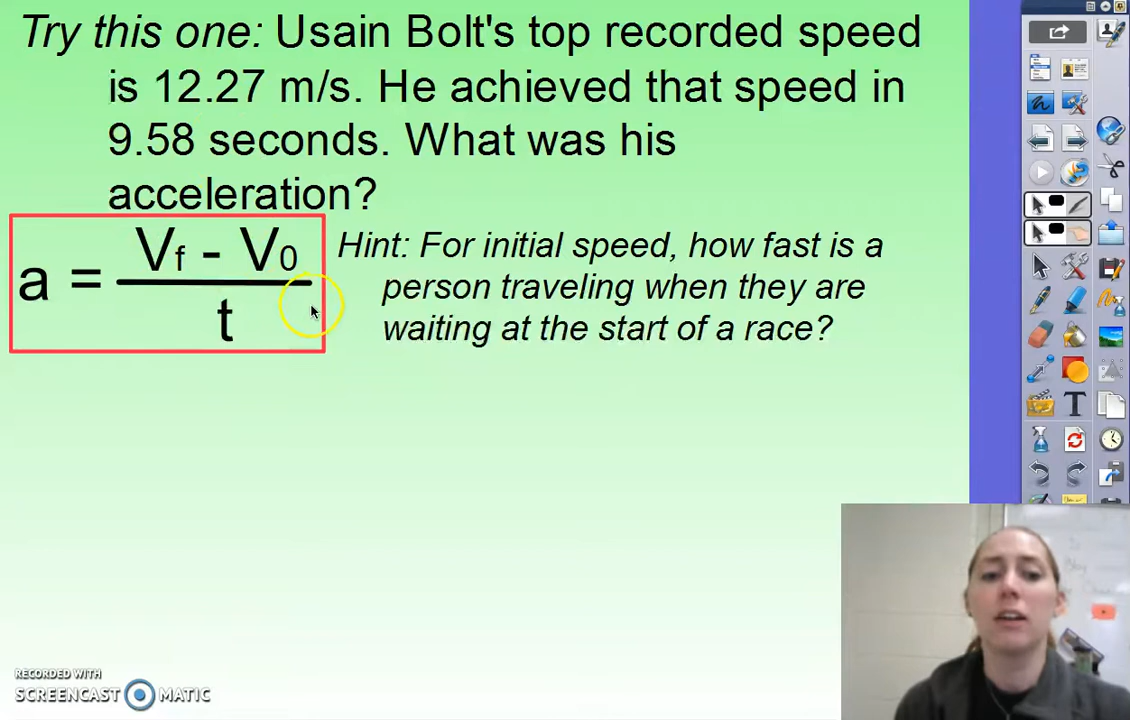 Try this one: Usain Bolt's top recorded speed
is 12.27 m/s. He achieved that speed in
9.58 seconds. What was his
acceleration?
a = Vf - V0
t
Hint: For initial speed, how fast is a
person traveling when they are
waiting at the start of a race?
RECORDED WITH
SCREENCAST MATIC